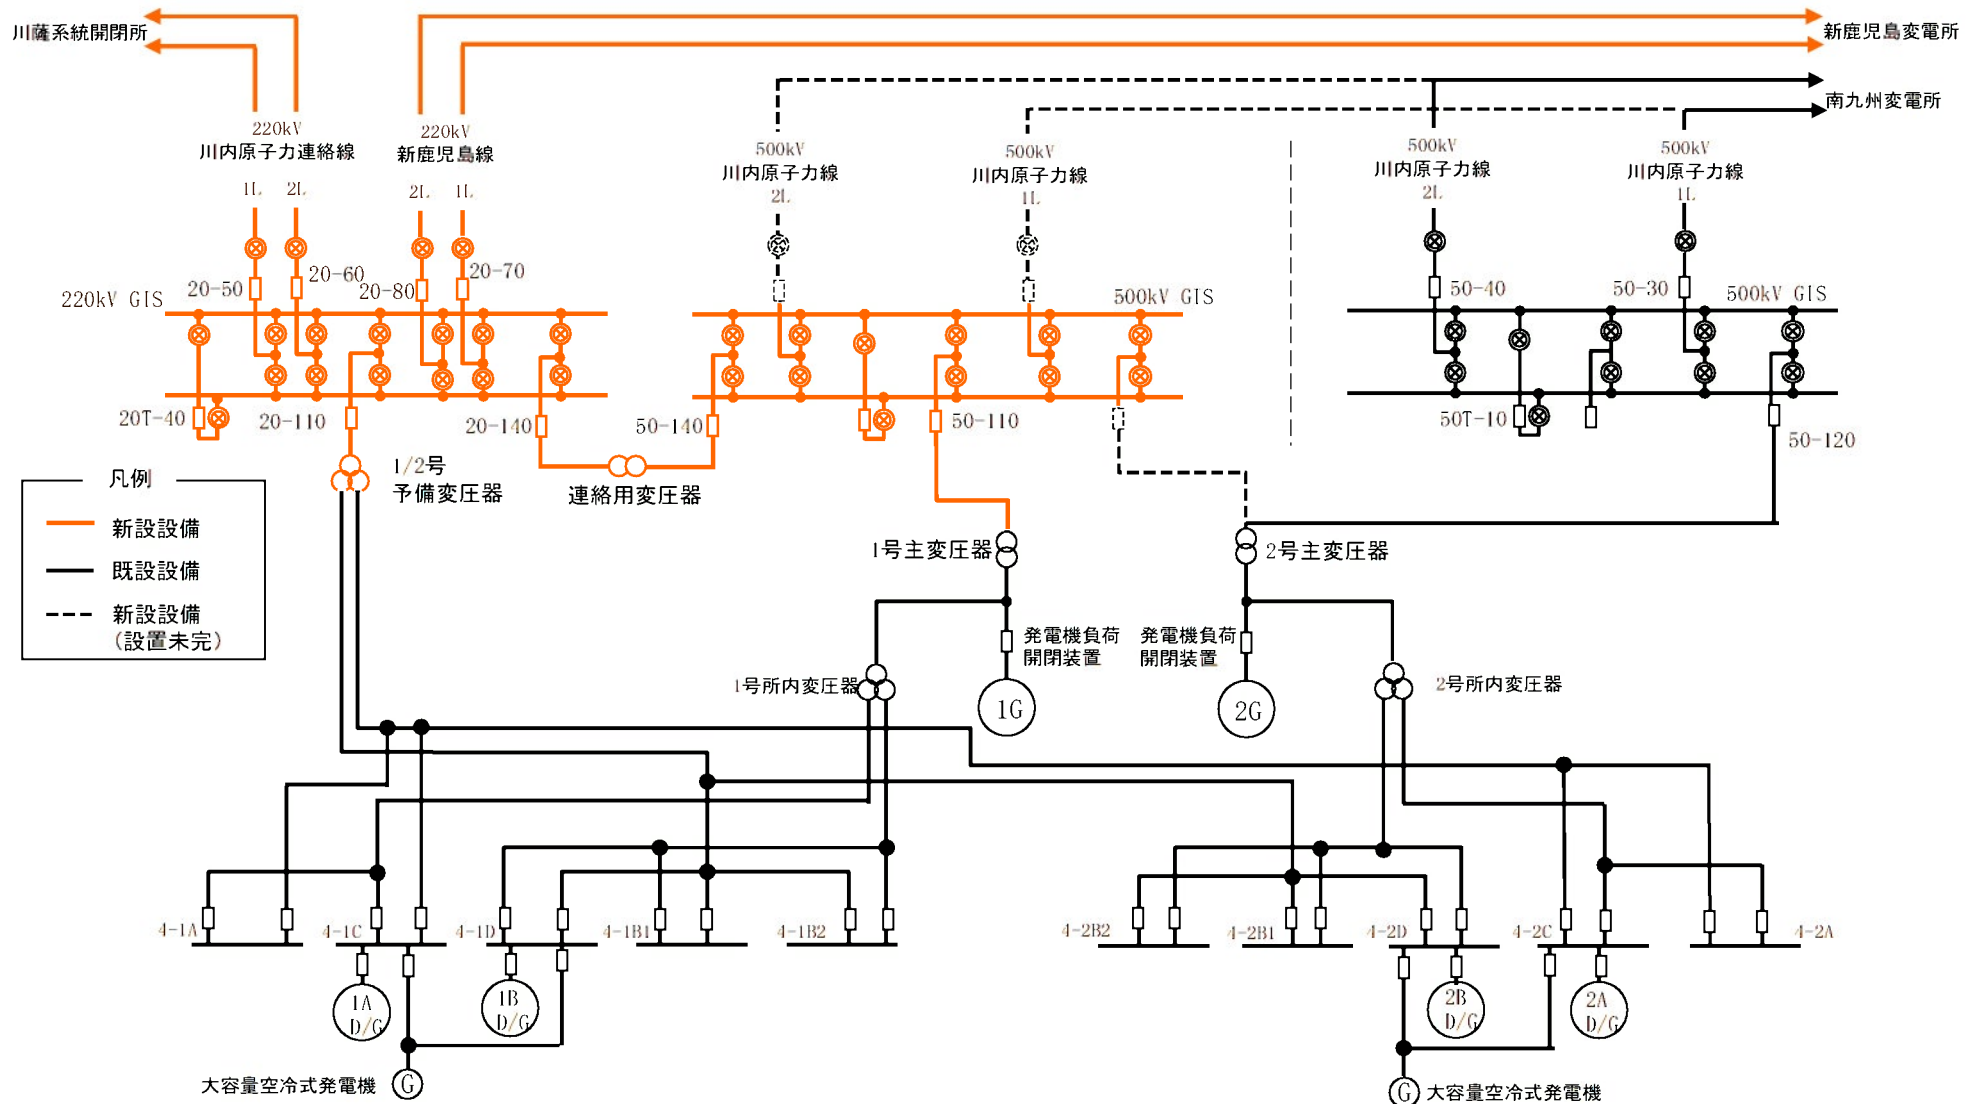 川薩系統開閉所
新鹿児島変電所
南九州変電所
220kV
川内原子力連絡線
1L 2L
220kV
新鹿児島線
2L 1L
500kV
川内原子力線
2L
500kV
川内原子力線
1L
500kV
川内原子力線
2L
500kV
川内原子力線
1L
220kV GIS
20-50
20-60
20-80
20-70
500kV GIS
50-40
50-30
500kV GIS
20T-40
20-110
20-140
50-140
50-110
50T-10
50-120
1/2号
予備変圧器
連絡用変圧器
凡例
新設設備
既設設備
新設設備
(設置未完)
1号主変圧器
2号主変圧器
発電機負荷
開閉装置
発電機負荷
開閉装置
1号所内変圧器
1G
2G
2号所内変圧器
4-1A
4-1C
4-1D
4-1B1
4-1B2
4-2B2
4-2B1
4-2D
4-2C
4-2A
1A
D/G
1B
D/G
2B
D/G
2A
D/G
大容量空冷式発電機
G
G
大容量空冷式発電機